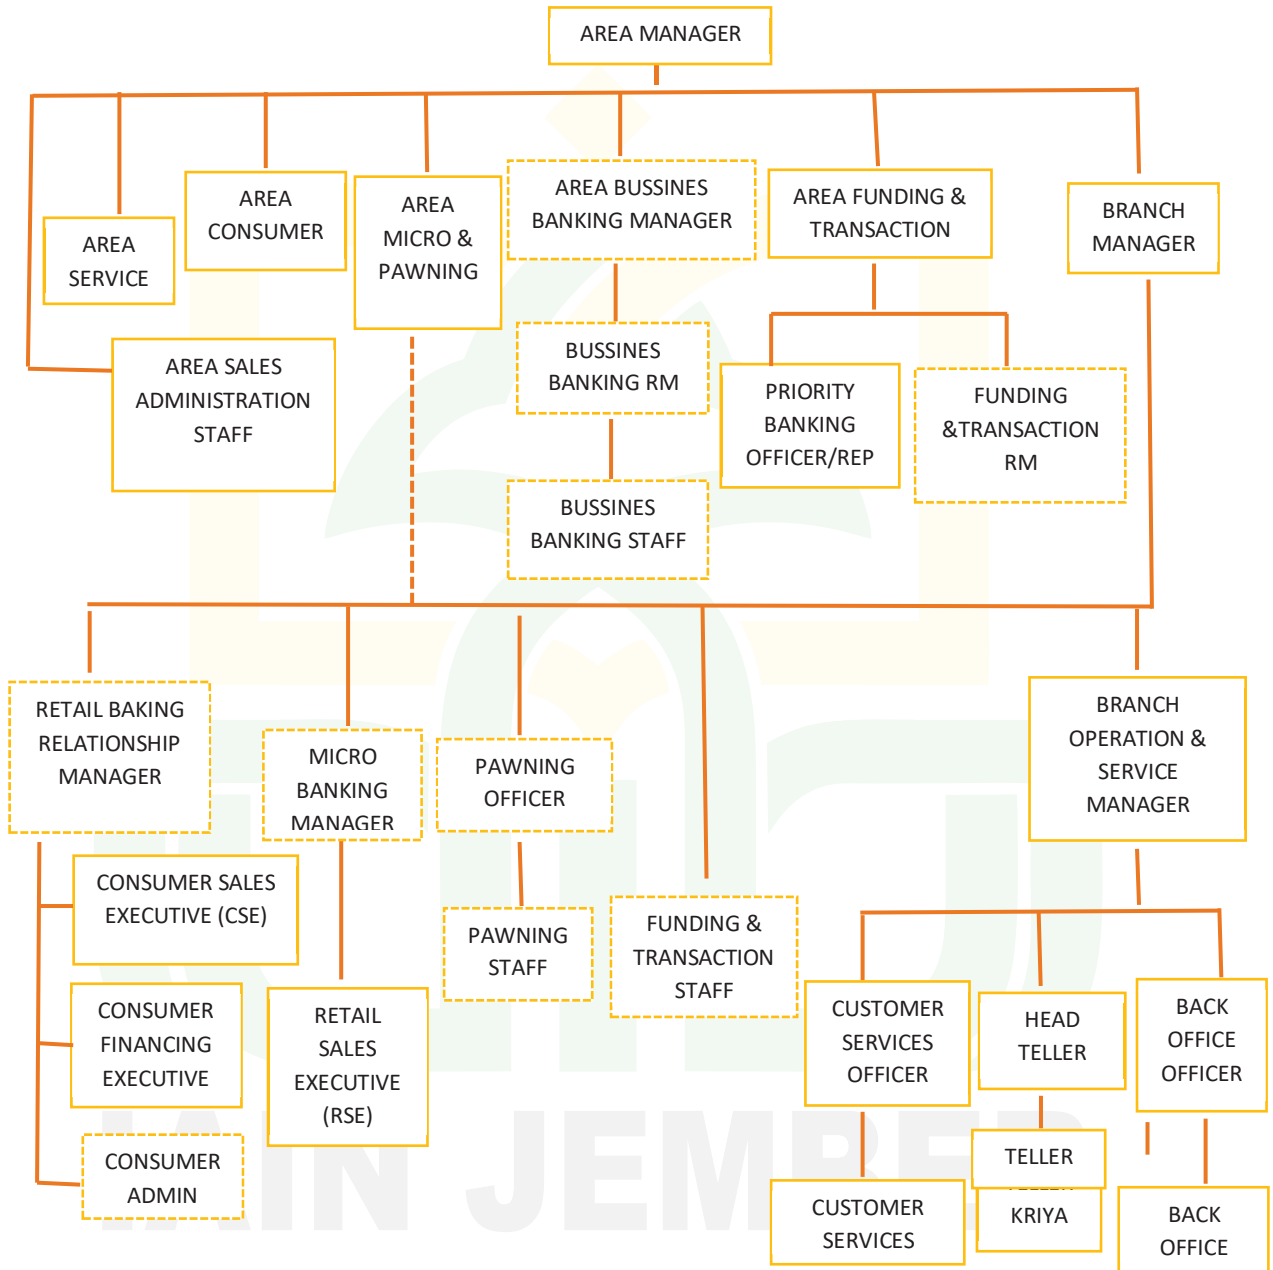 AREA MANAGER
AREA
SERVICE
AREA
CONSUMER
AREA
MICRO &
PAWNING
AREA BUSSINES
BANKING MANAGER
AREA FUNDING &
TRANSACTION
BRANCH
MANAGER
AREA SALES
ADMINISTRATION
STAFF
BUSSINES
BANKING RM
PRIORITY
BANKING
OFFICER/REP
FUNDING
&TRANSACTION
RM
BUSSINES
BANKING STAFF
RETAIL BAKING
RELATIONSHIP
MANAGER
MICRO
BANKING
MANAGER
PAWNING
OFFICER
BRANCH
OPERATION &
SERVICE
MANAGER
CONSUMER SALES
EXECUTIVE (CSE)
PAWNING
STAFF
FUNDING &
TRANSACTION
STAFF
CONSUMER
FINANCING
EXECUTIVE
RETAIL
SALES
EXECUTIVE
(RSE)
CUSTOMER
SERVICES
OFFICER
HEAD
TELLER
BACK
OFFICE
OFFICER
CONSUMER
ADMIN
TELLER
KRIYA
CUSTOMER
SERVICES
BACK
OFFICE
IAIN JEMBER